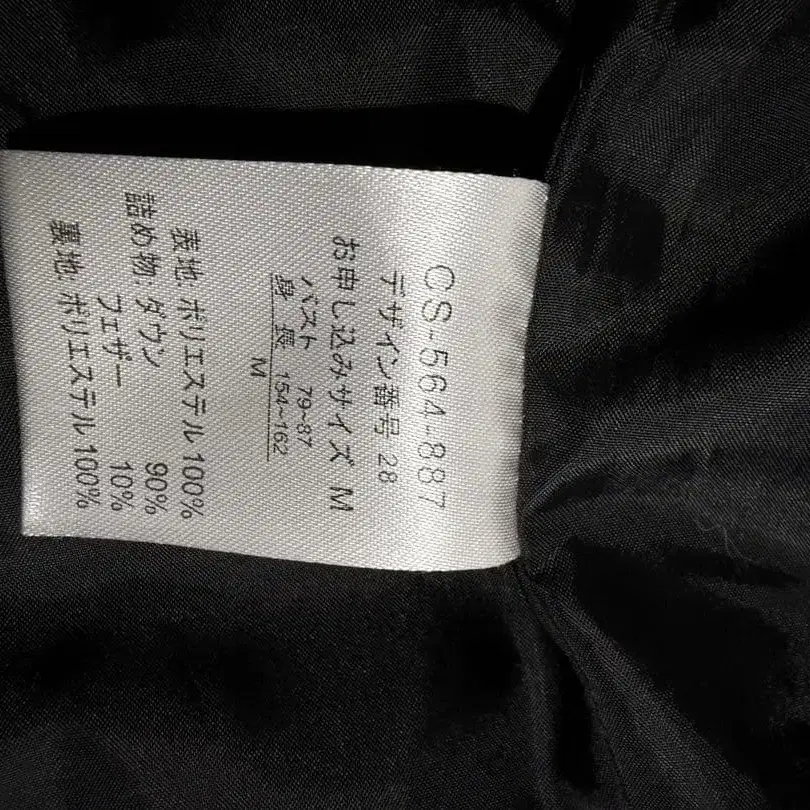 CS-564-887
デザイン番号 28
お申し込みサイズ M
バスト 79~87
身 長 154~162
M
表地 ポリエステル 100%
詰め物: ダウン 90%
フェザー 10%
裏地 ポリエステル 100%